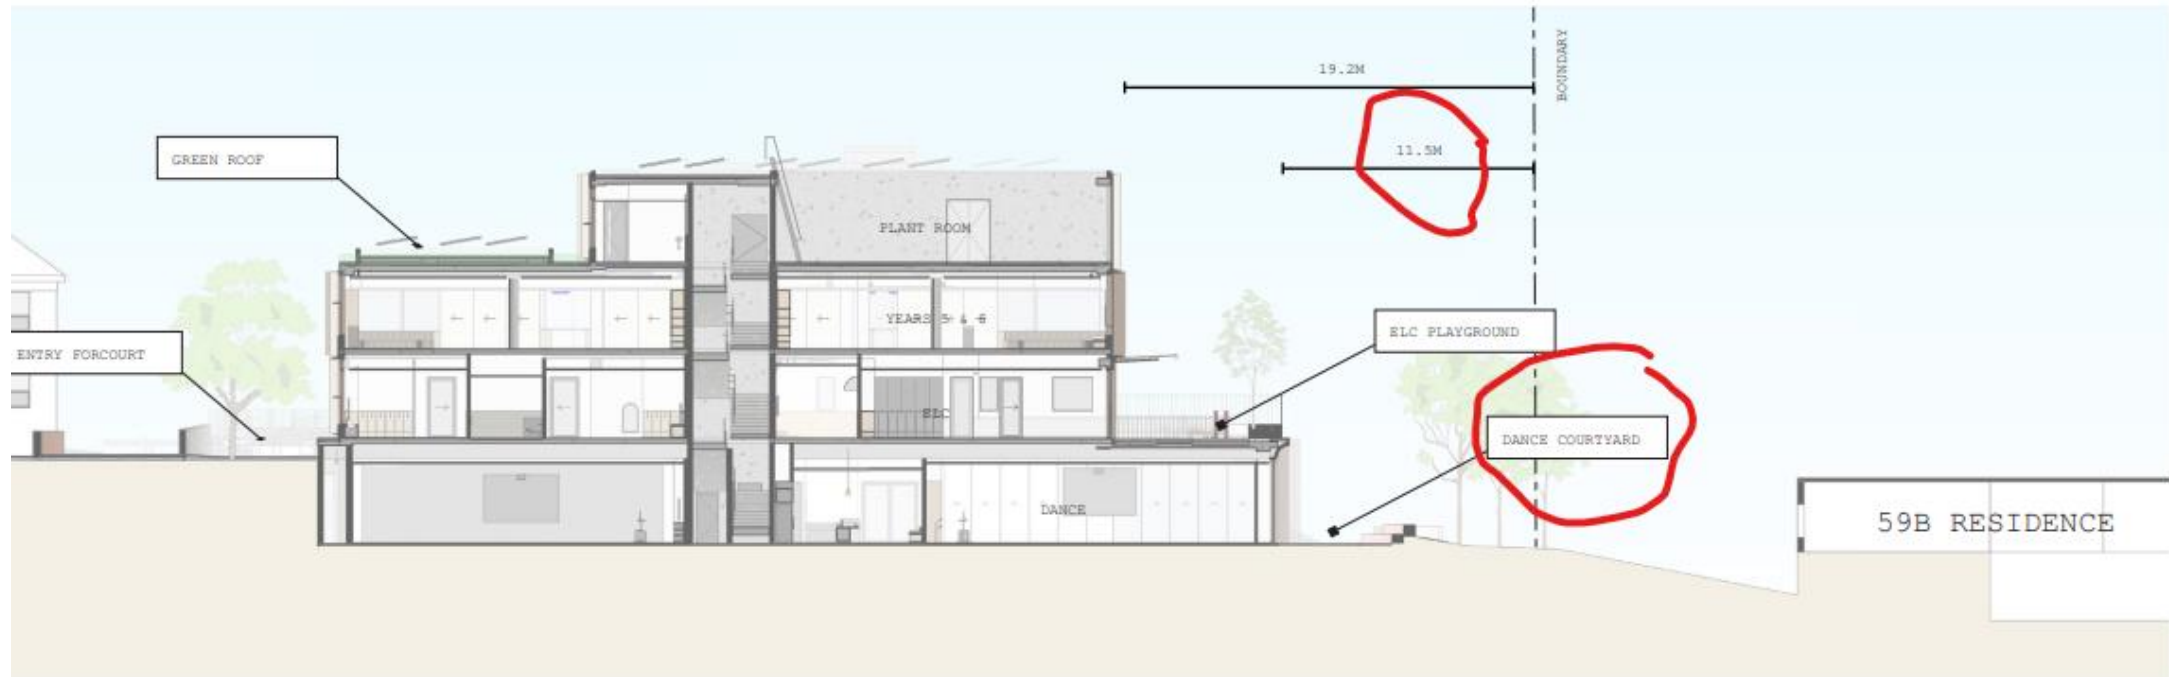 19.2M
BOUNDARY
11.5M
GREEN ROOF
PLANT ROOM
YEARS 5 & 6
ELC PLAYGROUND
ENTRY FORCOURT
ELC
DANCE COURTYARD
DANCE
59B RESIDENCE